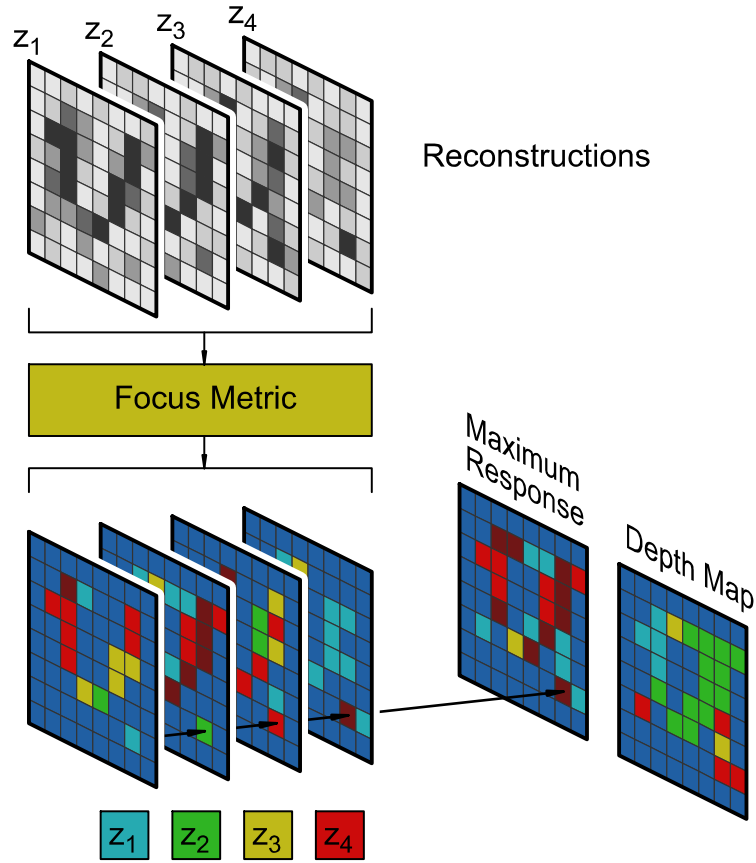 z1
z2
z3
z4
Reconstructions
Focus Metric
Maximum
Response
Depth Map
z1
z2
z3
z4